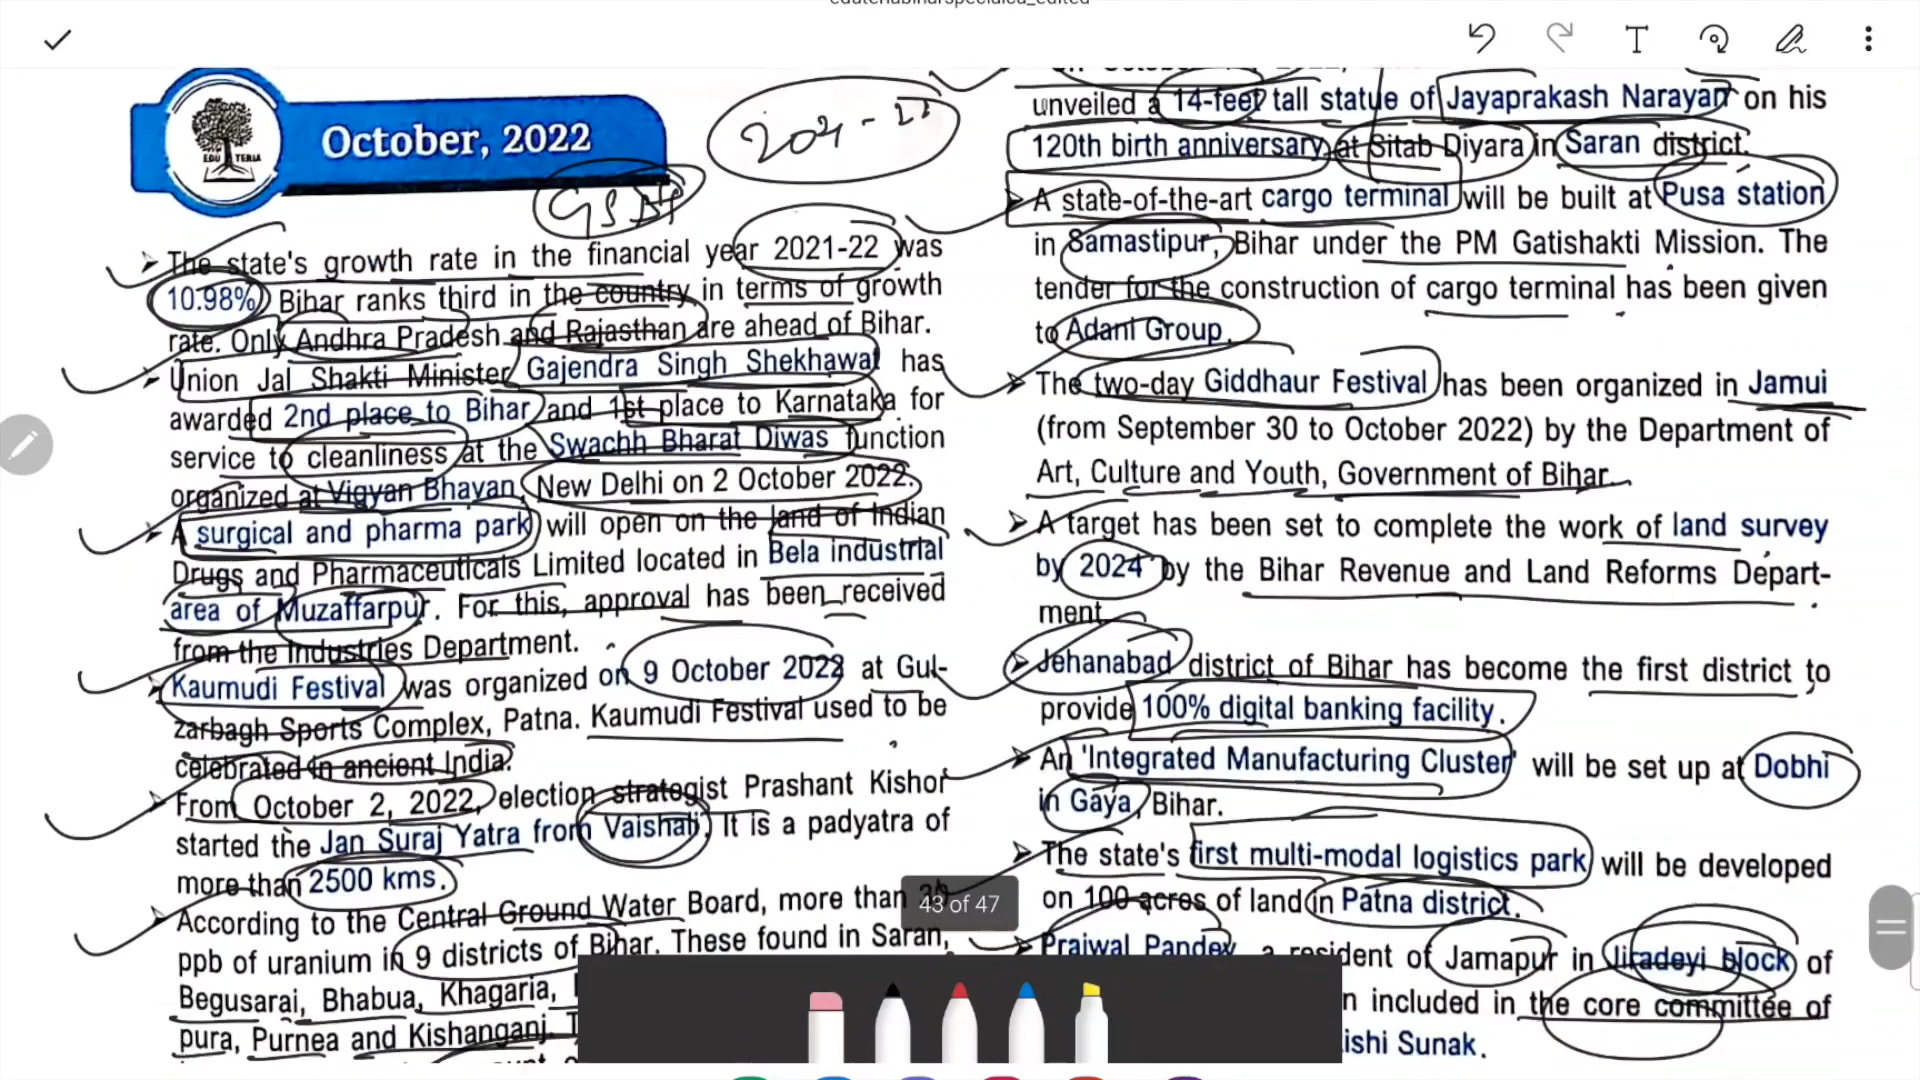 October, 2022
EDU TERIA
2021-22
GSDP
The state's growth rate in the financial year 2021-22 was
10.98% Bihar ranks third in the country in terms of growth
rate. Only Andhra Pradesh and Rajasthan are ahead of Bihar.
Union Jal Shakti Minister Gajendra Singh Shekhawat has
awarded 2nd place to Bihar and 1st place to Karnataka for
service to cleanliness at the Swachh Bharat Diwas function
organized at Vigyan Bhavan, New Delhi on 2 October 2022.
A surgical and pharma park will open on the land of Indian
Drugs and Pharmaceuticals Limited located in Bela industrial
area of Muzaffarpur. For this, approval has been received
from the Industries Department.
Kaumudi Festival was organized on 9 October 2022 at Gul-
zarbagh Sports Complex, Patna. Kaumudi Festival used to be
celebrated in ancient India.
From October 2, 2022, election strategist Prashant Kishor
started the Jan Suraj Yatra from Vaishali. It is a padyatra of
more than 2500 kms.
According to the Central Ground Water Board, more than
ppb of uranium in 9 districts of Bihar. These found in Saran,
Begusarai, Bhabua, Khagaria,
pura, Purnea and Kishanganj.
unveiled a 14-feet tall statue of Jayaprakash Narayan on his
120th birth anniversary at Sitab Diyara in Saran district.
A state-of-the-art cargo terminal will be built at Pusa station
in Samastipur, Bihar under the PM Gatishakti Mission. The
tender for the construction of cargo terminal has been given
to Adani Group.
The two-day Giddhaur Festival has been organized in Jamui
(from September 30 to October 2022) by the Department of
Art, Culture and Youth, Government of Bihar.
A target has been set to complete the work of land survey
by 2024 by the Bihar Revenue and Land Reforms Depart-
ment
Jehanabad district of Bihar has become the first district to
provide 100% digital banking facility.
An 'Integrated Manufacturing Cluster' will be set up at Dobhi
in Gaya, Bihar.
The state's first multi-modal logistics park will be developed
on 100 acres of land in Patna district.
Prajwal Pandey, a resident of Jamapur in Jiradeyi block of
n included in the core committee of
ishi Sunak.
43 of 47